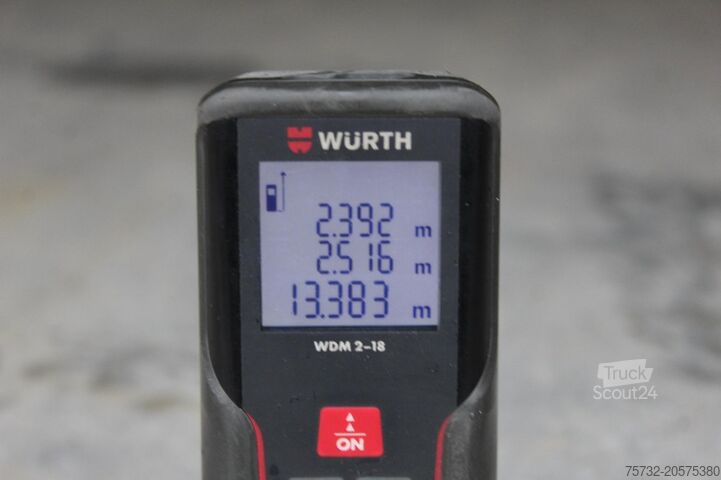 WÜRTH
2.392 m
2.516 m
13.383 m
WDM 2-18
ON
Truck
Scout24
75732-20575380